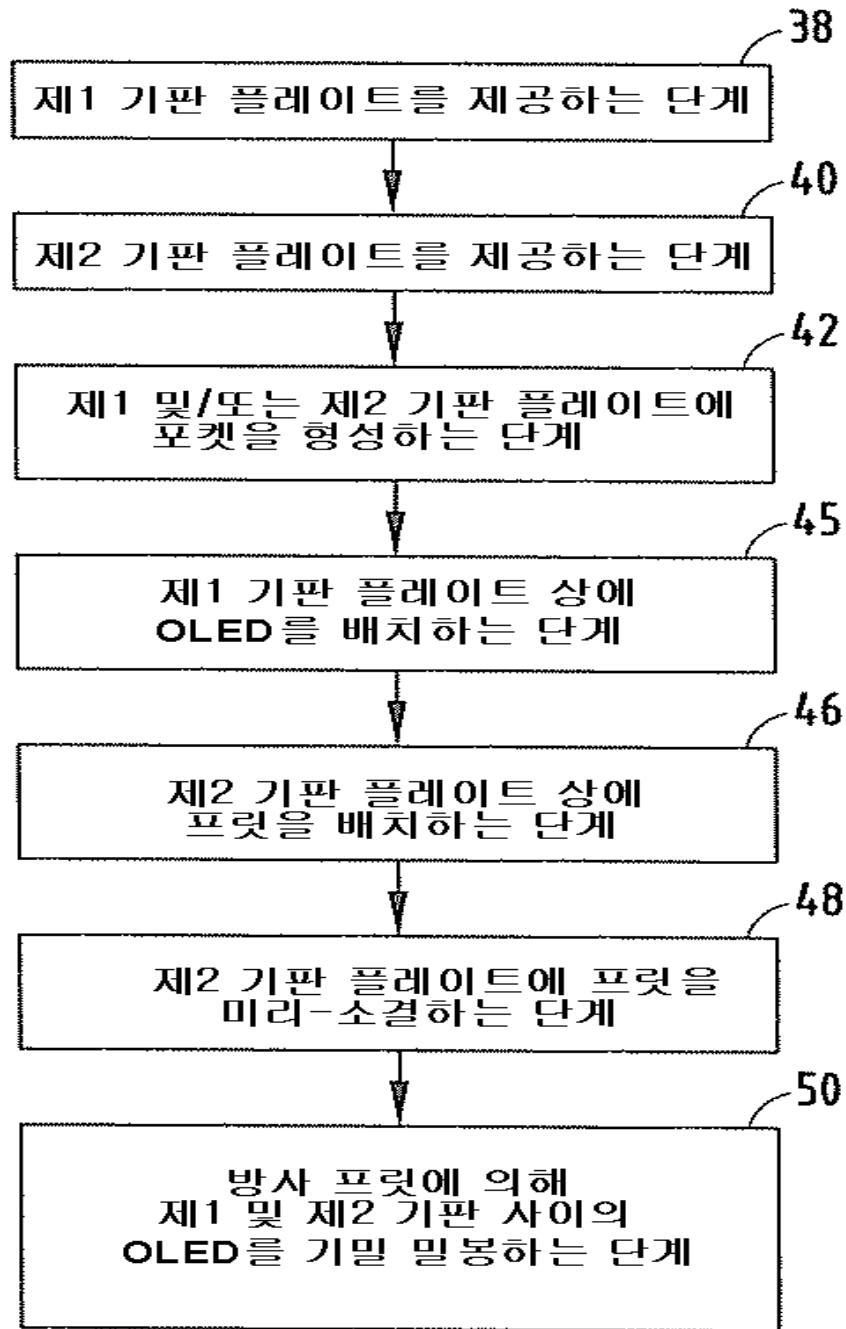 38
제1 기판 플레이트를 제공하는 단계
40
제2 기판 플레이트를 제공하는 단계
42
제1 및/또는 제2 기판 플레이트에
포켓을 형성하는 단계
45
제1 기판 플레이트 상에
OLED를 배치하는 단계
46
제2 기판 플레이트 상에
프릿을 배치하는 단계
48
제2 기판 플레이트에 프릿을
미리-소결하는 단계
50
방사 프릿에 의해
제1 및 제2 기판 사이의
OLED를 기밀 밀봉하는 단계